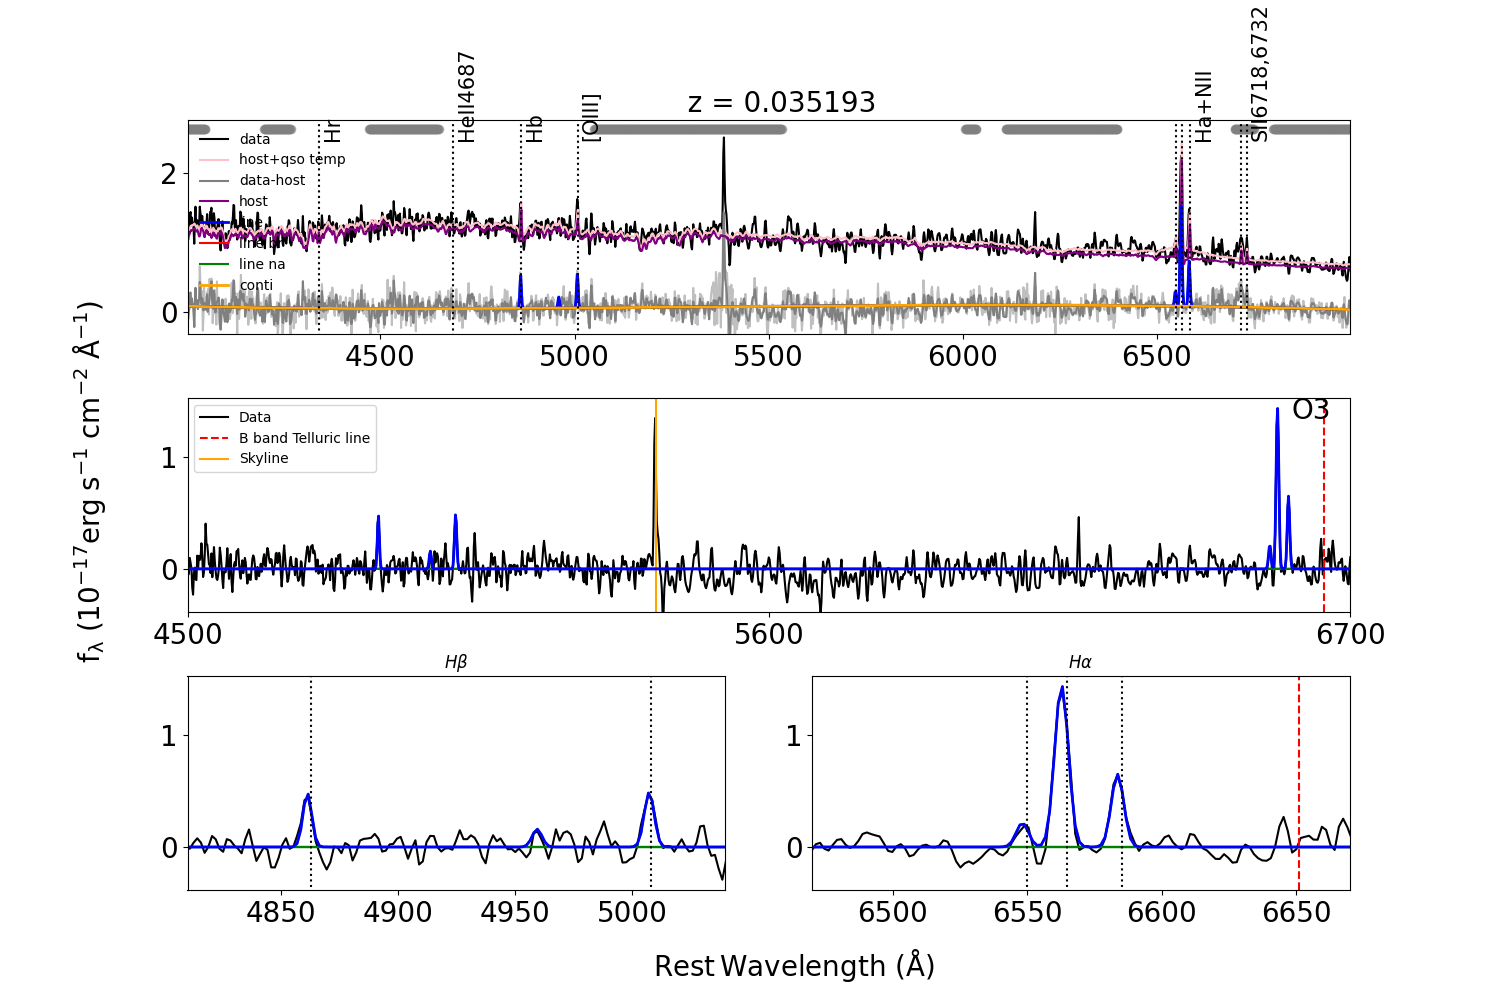 z = 0.035193
Hr
HeII4687
Hb
[OIII]
Ha+NII
SII6718,6732
data
host+qso temp
data-host
host
line
line br
line na
conti
2
0
4500
5000
5500
6000
6500
f_λ (10^−17 erg s^−1 cm^−2 Å^−1)
Data
B band Telluric line
Skyline
O3
1
0
4500
5600
6700
Hβ
Hα
1
0
4850
4900
4950
5000
1
0
6500
6550
6600
6650
Rest Wavelength (Å)